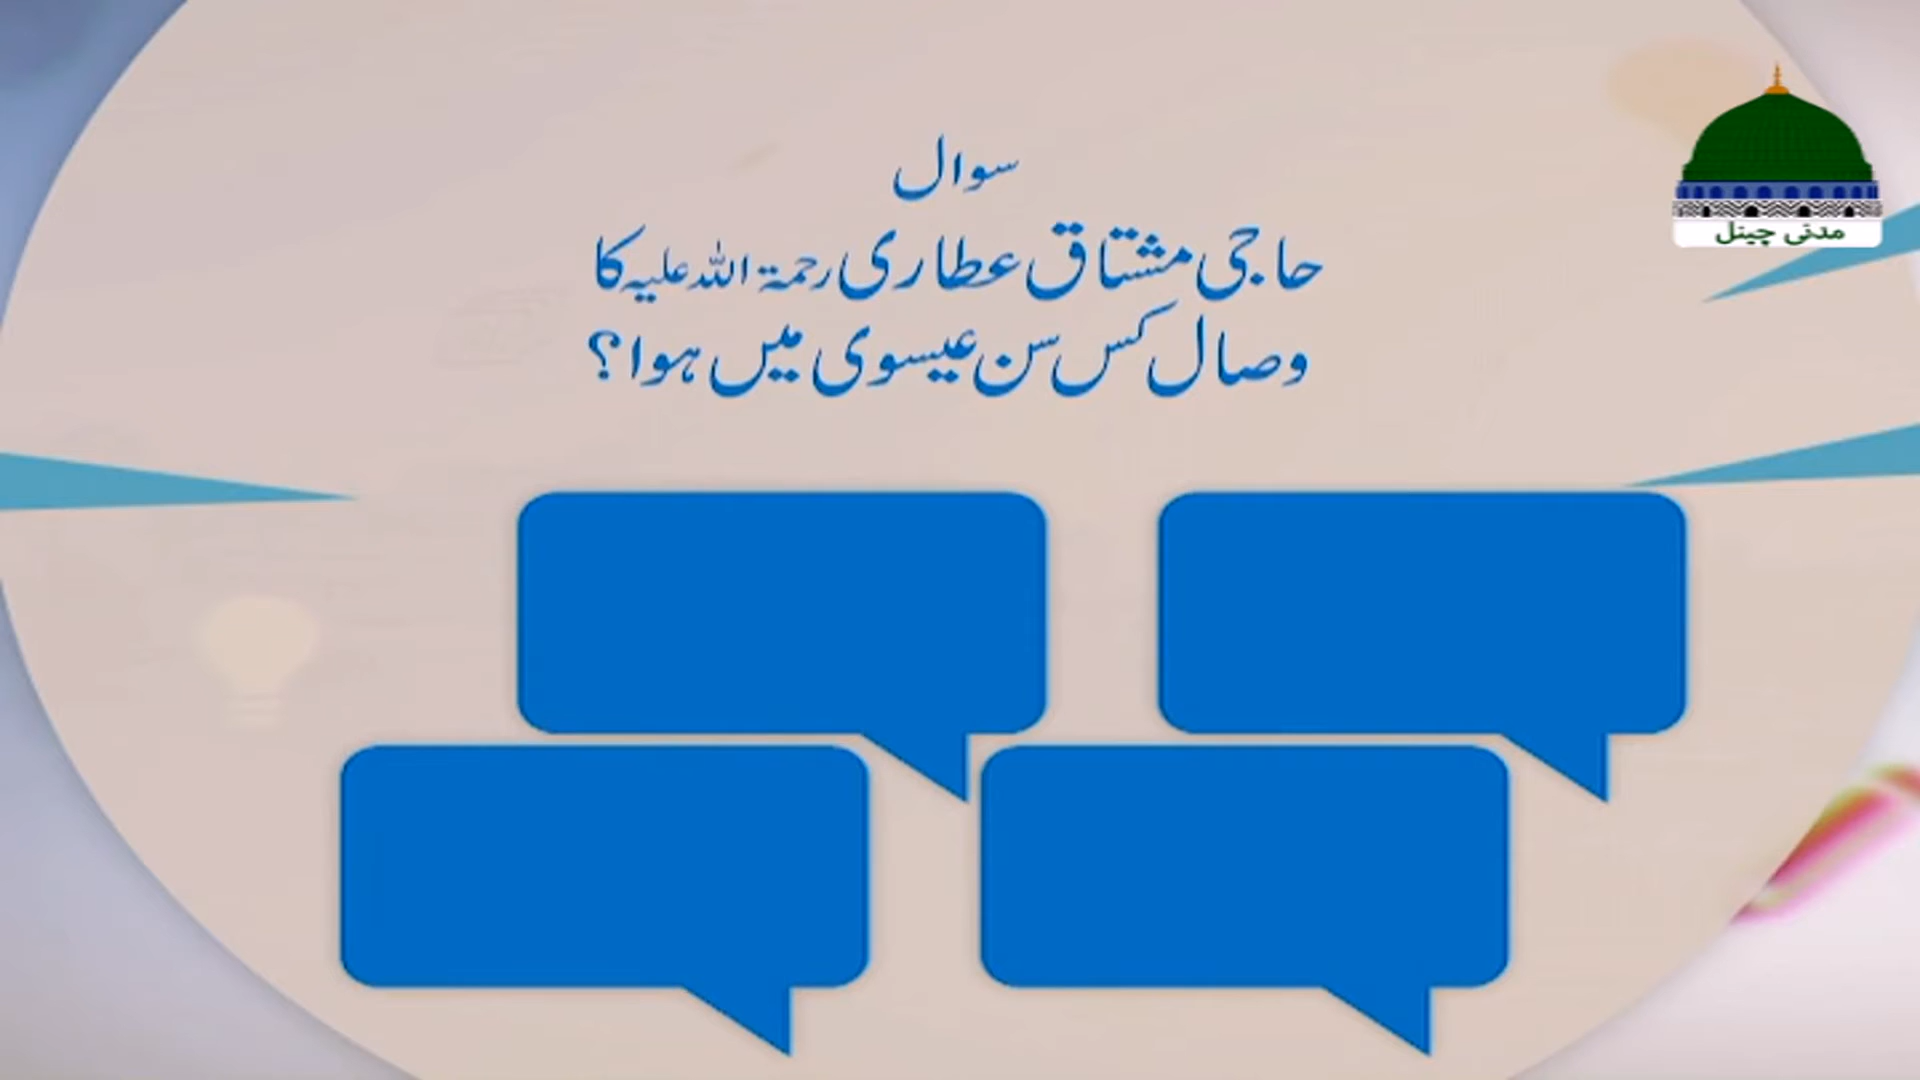 سوال
حاجی مشتاق عطاری رحمۃ اللہ علیہ کا
وصال کس سن عیسوی میں ہوا؟
مدنی چینل